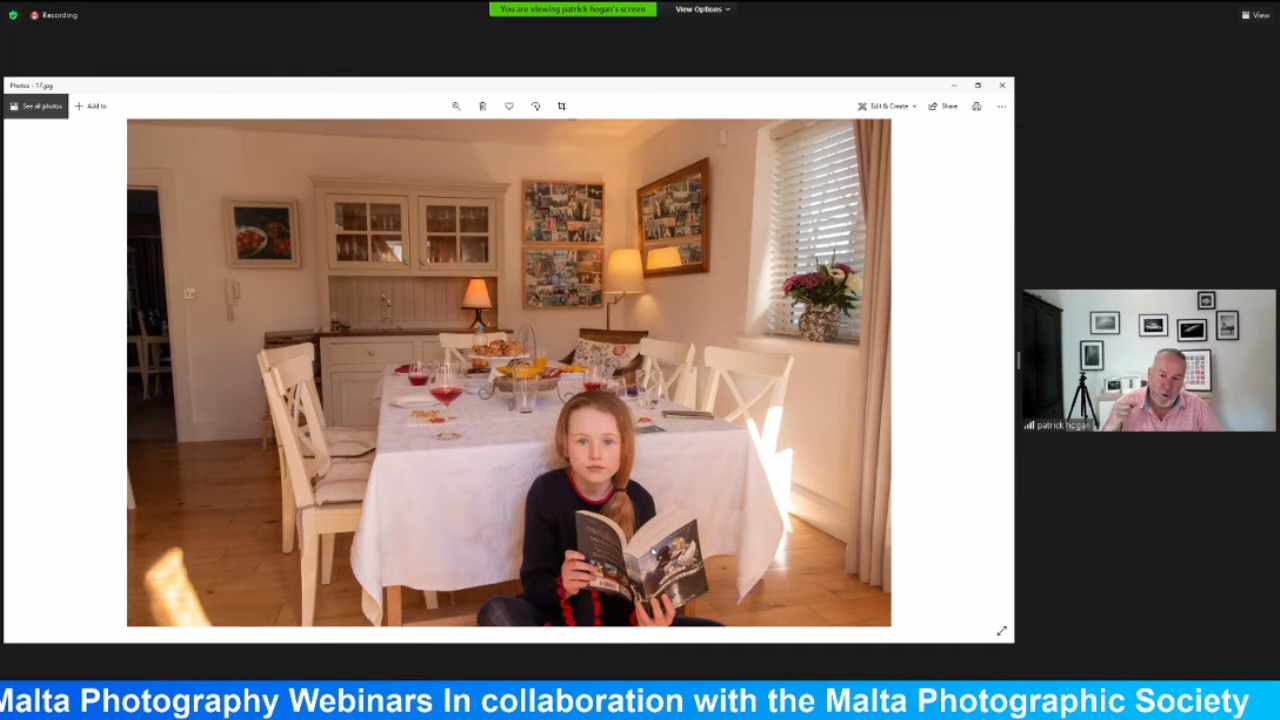 Recording
You are viewing patrick hogan's screen
View Options
View
Photos - 17.jpg
See all photos
Add to
Edit & Create
Share
patrick hogan
Malta Photography Webinars In collaboration with the Malta Photographic Society